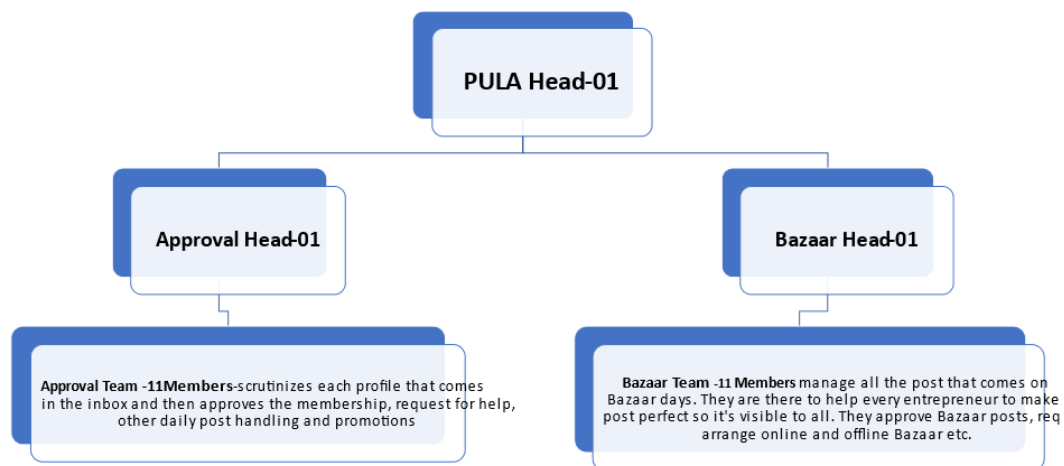 PULA Head-01
Approval Head-01
Bazaar Head-01
Approval Team -11Members-scrutinizes each profile that comes
in the inbox and then approves the membership, request for help,
other daily post handling and promotions
Bazaar Team -11 Members manage all the post that comes on
Bazaar days. They are there to help every entrepreneur to make
post perfect so it's visible to all. They approve Bazaar posts,
arrange online and offline Bazaar etc.